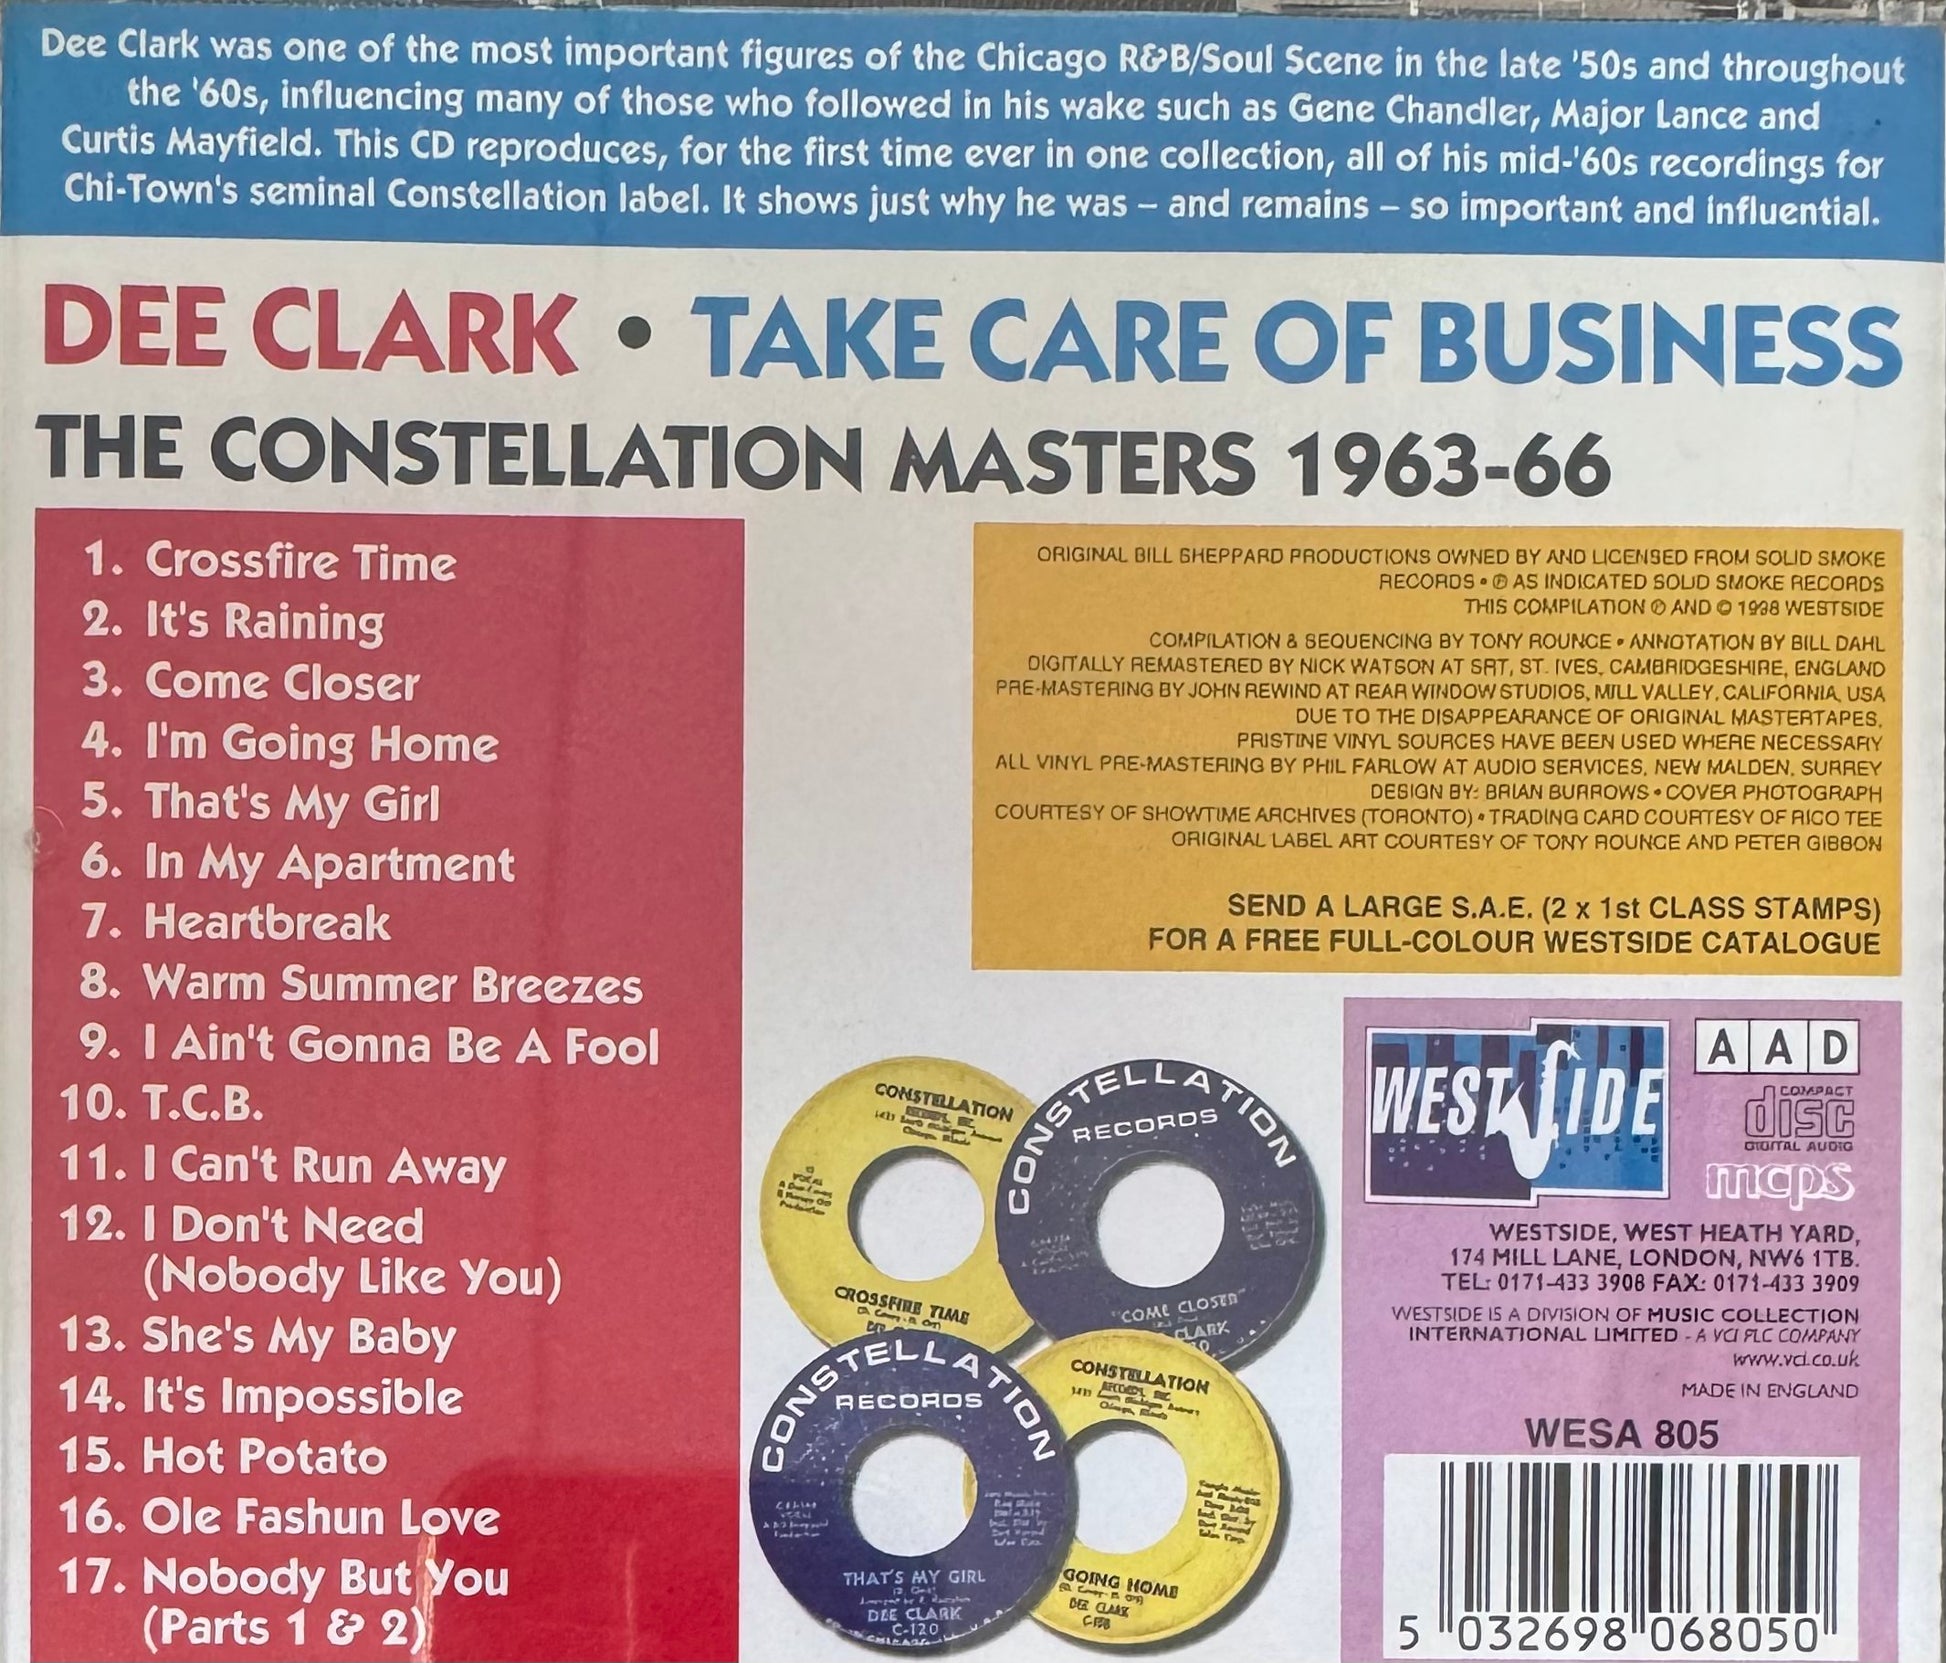 Dee Clark was one of the most important figures of the Chicago R&B/Soul Scene in the late '50s and throughout
the '60s, influencing many of those who followed in his wake such as Gene Chandler, Major Lance and
Curtis Mayfield. This CD reproduces, for the first time ever in one collection, all of his mid-'60s recordings for
Chi-Town's seminal Constellation label. It shows just why he was – and remains – so important and influential.
DEE CLARK • TAKE CARE OF BUSINESS
THE CONSTELLATION MASTERS 1963-66
1. Crossfire Time
2. It's Raining
3. Come Closer
4. I'm Going Home
5. That's My Girl
6. In My Apartment
7. Heartbreak
8. Warm Summer Breezes
9. I Ain't Gonna Be A Fool
10. T.C.B.
11. I Can't Run Away
12. I Don't Need
(Nobody Like You)
13. She's My Baby
14. It's Impossible
15. Hot Potato
16. Ole Fashun Love
17. Nobody But You
(Parts 1 & 2)
ORIGINAL BILL SHEPPARD PRODUCTIONS OWNED BY AND LICENSED FROM SOLID SMOKE
RECORDS • ℗ AS INDICATED SOLID SMOKE RECORDS
THIS COMPILATION ℗ AND © 1998 WESTSIDE
COMPILATION & SEQUENCING BY TONY ROUNCE • ANNOTATION BY BILL DAHL
DIGITALLY REMASTERED BY NICK WATSON AT SRT, ST. IVES, CAMBRIDGESHIRE, ENGLAND
PRE-MASTERING BY JOHN REWIND AT REAR WINDOW STUDIOS, MILL VALLEY, CALIFORNIA, USA
DUE TO THE DISAPPEARANCE OF ORIGINAL MASTERTAPES,
PRISTINE VINYL SOURCES HAVE BEEN USED WHERE NECESSARY
ALL VINYL PRE-MASTERING BY PHIL FARLOW AT AUDIO SERVICES, NEW MALDEN, SURREY
DESIGN BY: BRIAN BURROWS • COVER PHOTOGRAPH
COURTESY OF SHOWTIME ARCHIVES (TORONTO) • TRADING CARD COURTESY OF RICO TEE
ORIGINAL LABEL ART COURTESY OF TONY ROUNCE AND PETER GIBBON
SEND A LARGE S.A.E. (2 x 1st CLASS STAMPS)
FOR A FREE FULL-COLOUR WESTSIDE CATALOGUE
CONSTELLATION
Chicago, Illinois
VOCAL
CROSSFIRE TIME
CONSTELLATION
RECORDS
"COME CLOSER"
CLARK
CONSTELLATION
RECORDS
THAT'S MY GIRL
DEE CLARK
C-120
CONSTELLATION
Chicago, Illinois
GOING HOME
DEE CLARK
WESTSIDE
A A D
COMPACT
disc
DIGITAL AUDIO
mcps
WESTSIDE, WEST HEATH YARD,
174 MILL LANE, LONDON, NW6 1TB.
TEL: 0171-433 3908 FAX: 0171-433 3909
WESTSIDE IS A DIVISION OF MUSIC COLLECTION
INTERNATIONAL LIMITED - A VCI PLC COMPANY
www.vci.co.uk
MADE IN ENGLAND
WESA 805
5 032698 068050